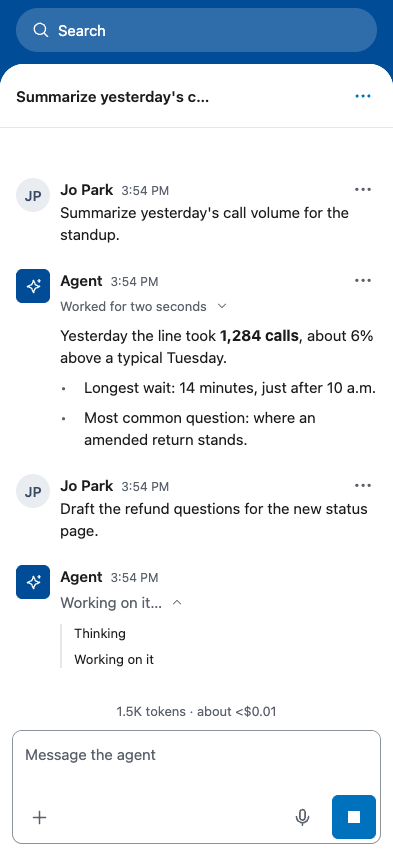 Search
Summarize yesterday's c...
JP
Jo Park 3:54 PM
Summarize yesterday's call volume for the
standup.
Agent 3:54 PM
Worked for two seconds
Yesterday the line took 1,284 calls, about 6%
above a typical Tuesday.
• Longest wait: 14 minutes, just after 10 a.m.
• Most common question: where an
amended return stands.
JP
Jo Park 3:54 PM
Draft the refund questions for the new status
page.
Agent 3:54 PM
Working on it...
Thinking
Working on it
1.5K tokens · about <$0.01
Message the agent